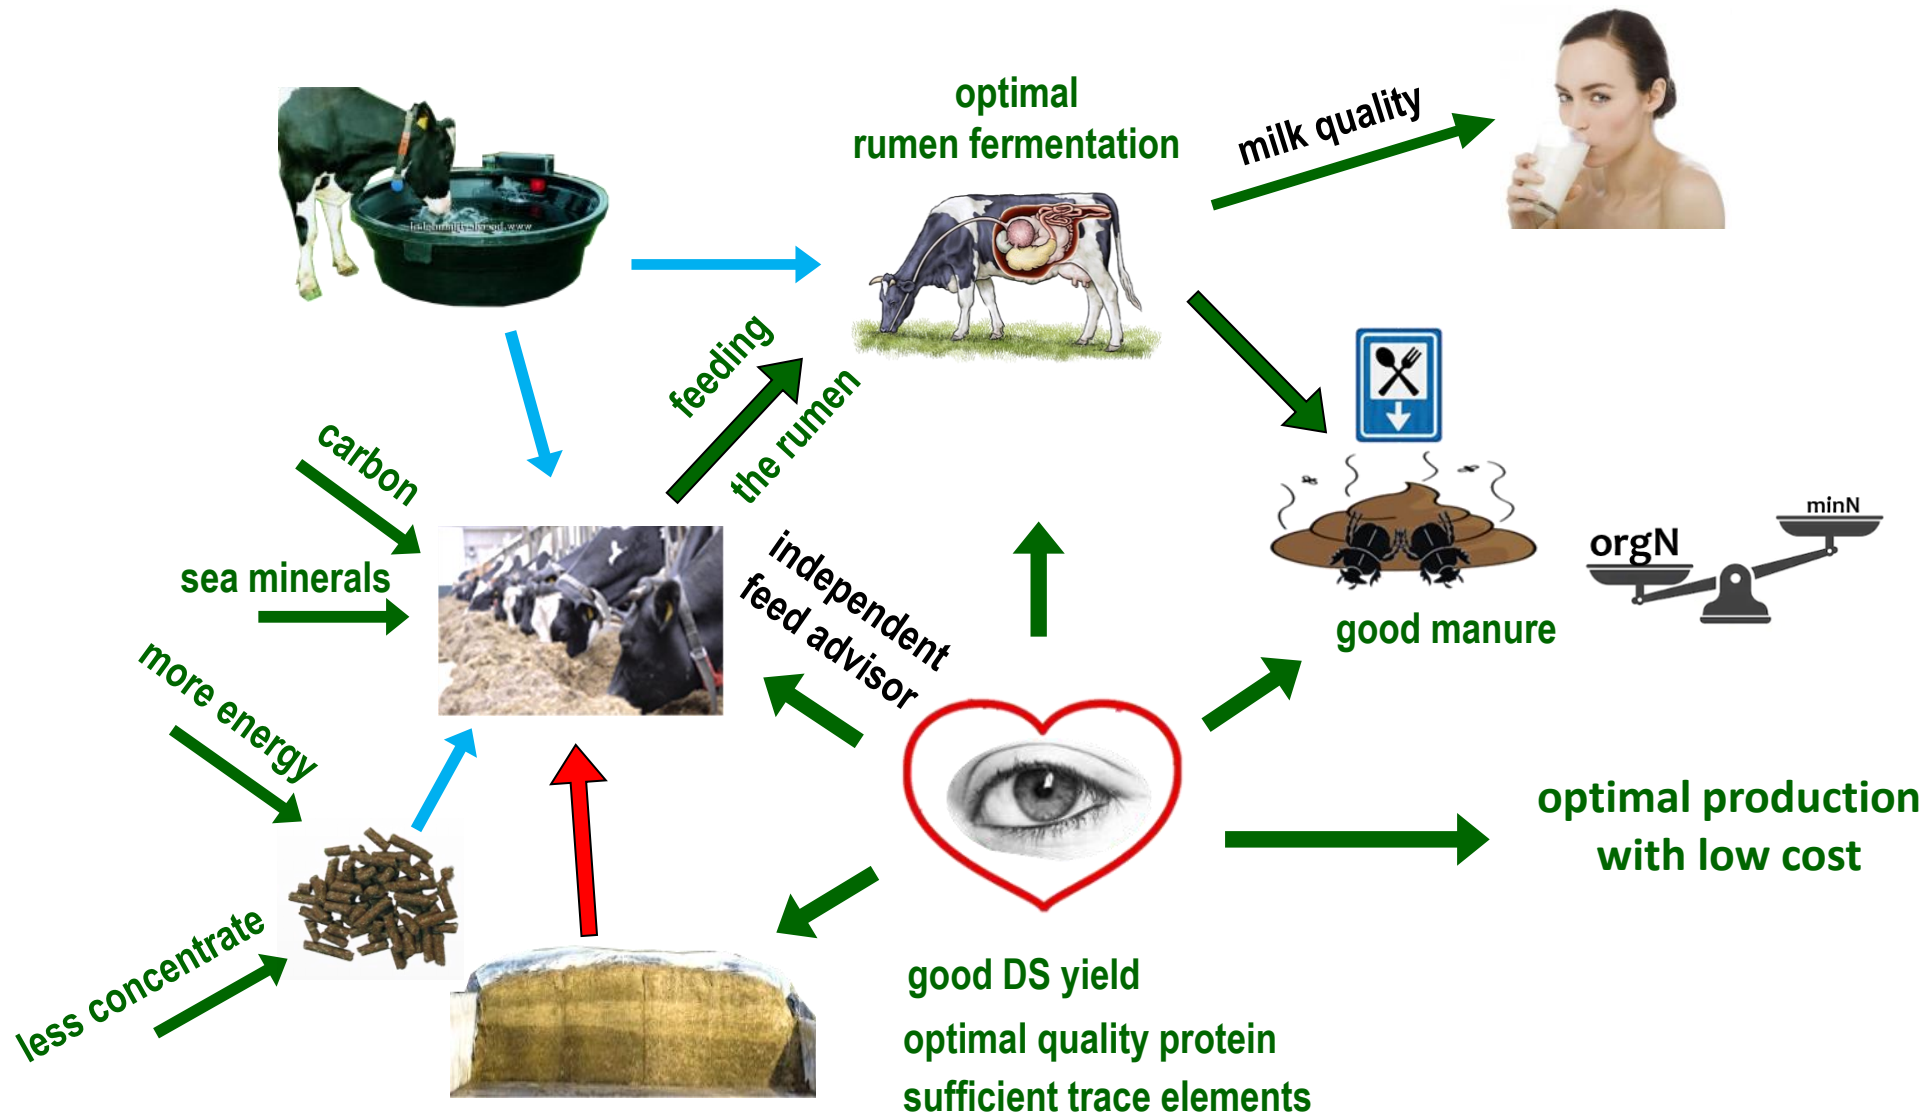 optimal
rumen fermentation
milk quality
feeding
the rumen
carbon
sea minerals
more energy
less concentrate
independent
feed advisor
minN
orgN
good manure
optimal production
with low cost
good DS yield
optimal quality protein
sufficient trace elements